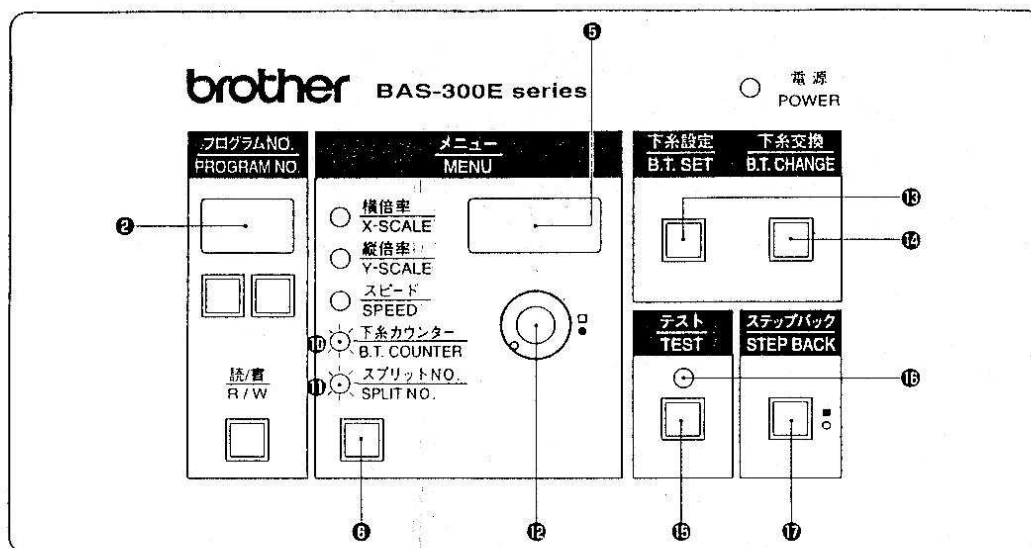 ❺
brother BAS-300E series
電源
POWER
プログラムNO.
PROGRAM NO.
メニュー
MENU
下糸設定
B.T. SET
下糸交換
B.T. CHANGE
❷
横倍率
X-SCALE
縦倍率
Y-SCALE
スピード
SPEED
❿
下糸カウンター
B.T. COUNTER
⓫
スプリットNO.
SPLIT NO.
⓭
⓮
読/書
R/W
テスト
TEST
ステップバック
STEP BACK
⓰
❻
⓬
⓯
⓱